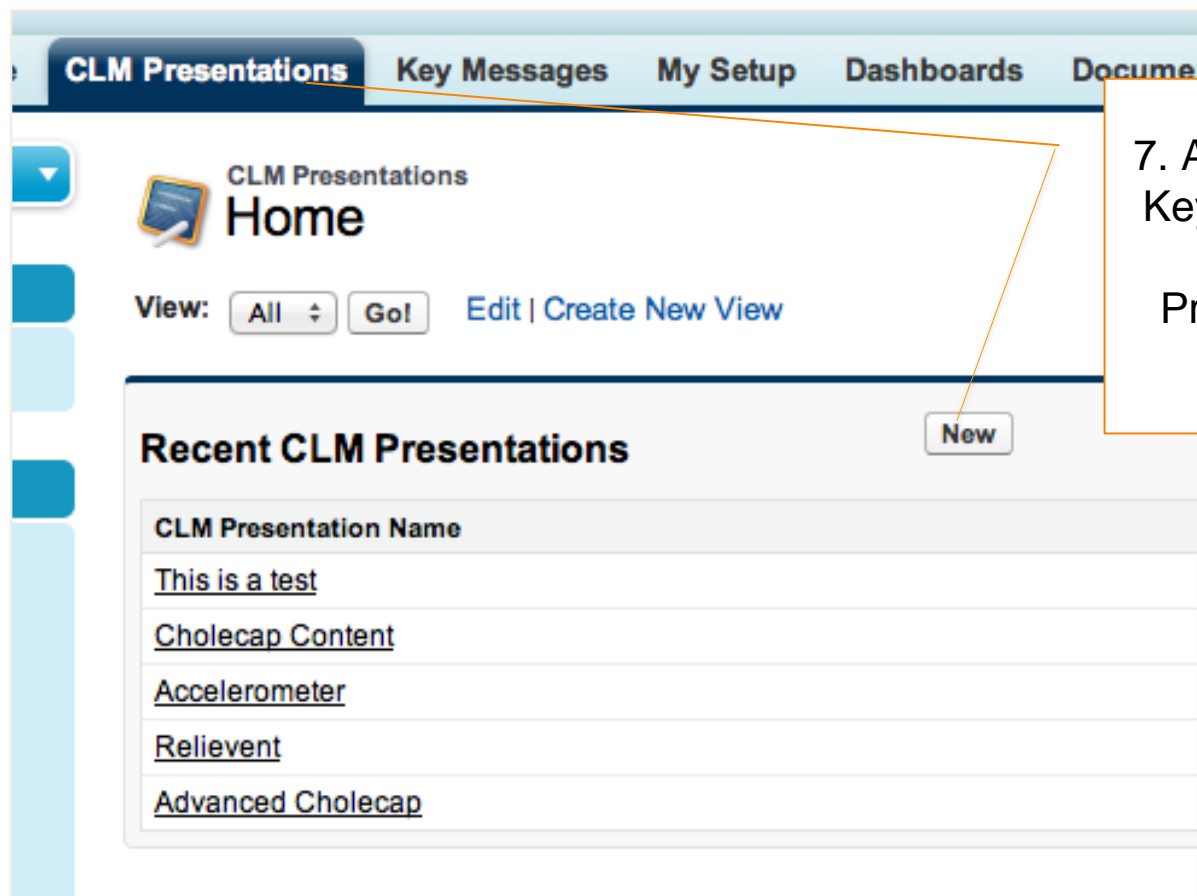 CLM Presentations Key Messages My Setup Dashboards
CLM Presentations
Home
View: All Go! Edit | Create New View
7.
Recent CLM Presentations New
CLM Presentation Name
This is a test
Cholecap Content
Accelerometer
Relievent
Advanced Cholecap